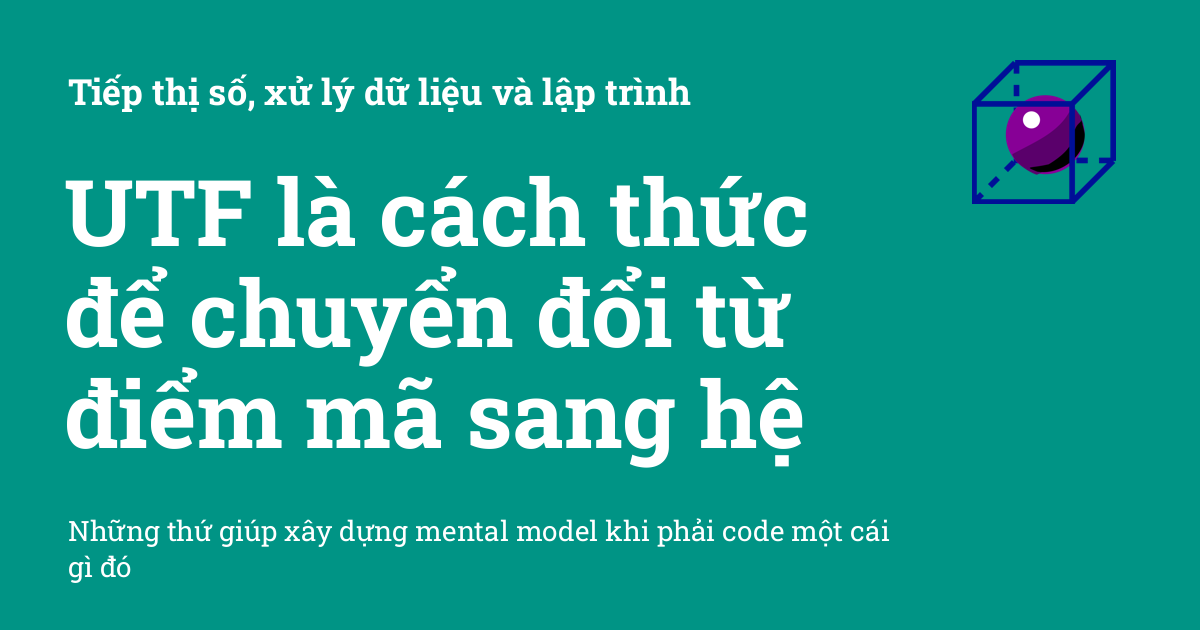 Tiếp thị số, xử lý dữ liệu và lập trình
UTF là cách thức
để chuyển đổi từ
điểm mã sang hệ
Những thứ giúp xây dựng mental model khi phải code một cái
gì đó